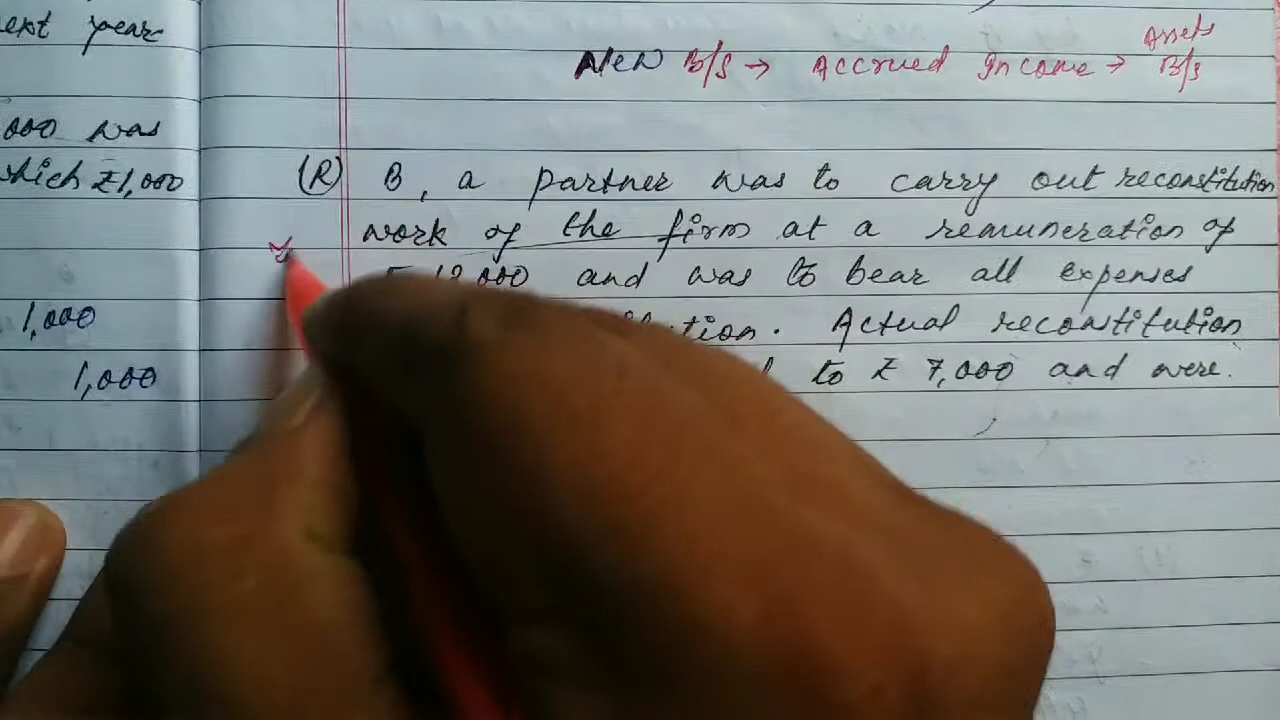 ext year
000 was
which ₹1,000
1,000
1,000
Assets
New B/S → Accrued Income → B/S
(R) B, a partner was to carry out reconstitution
work of the firm at a remuneration of
000 and was to bear all expenses
Actual reconstitution
to ₹ 7,000 and were.